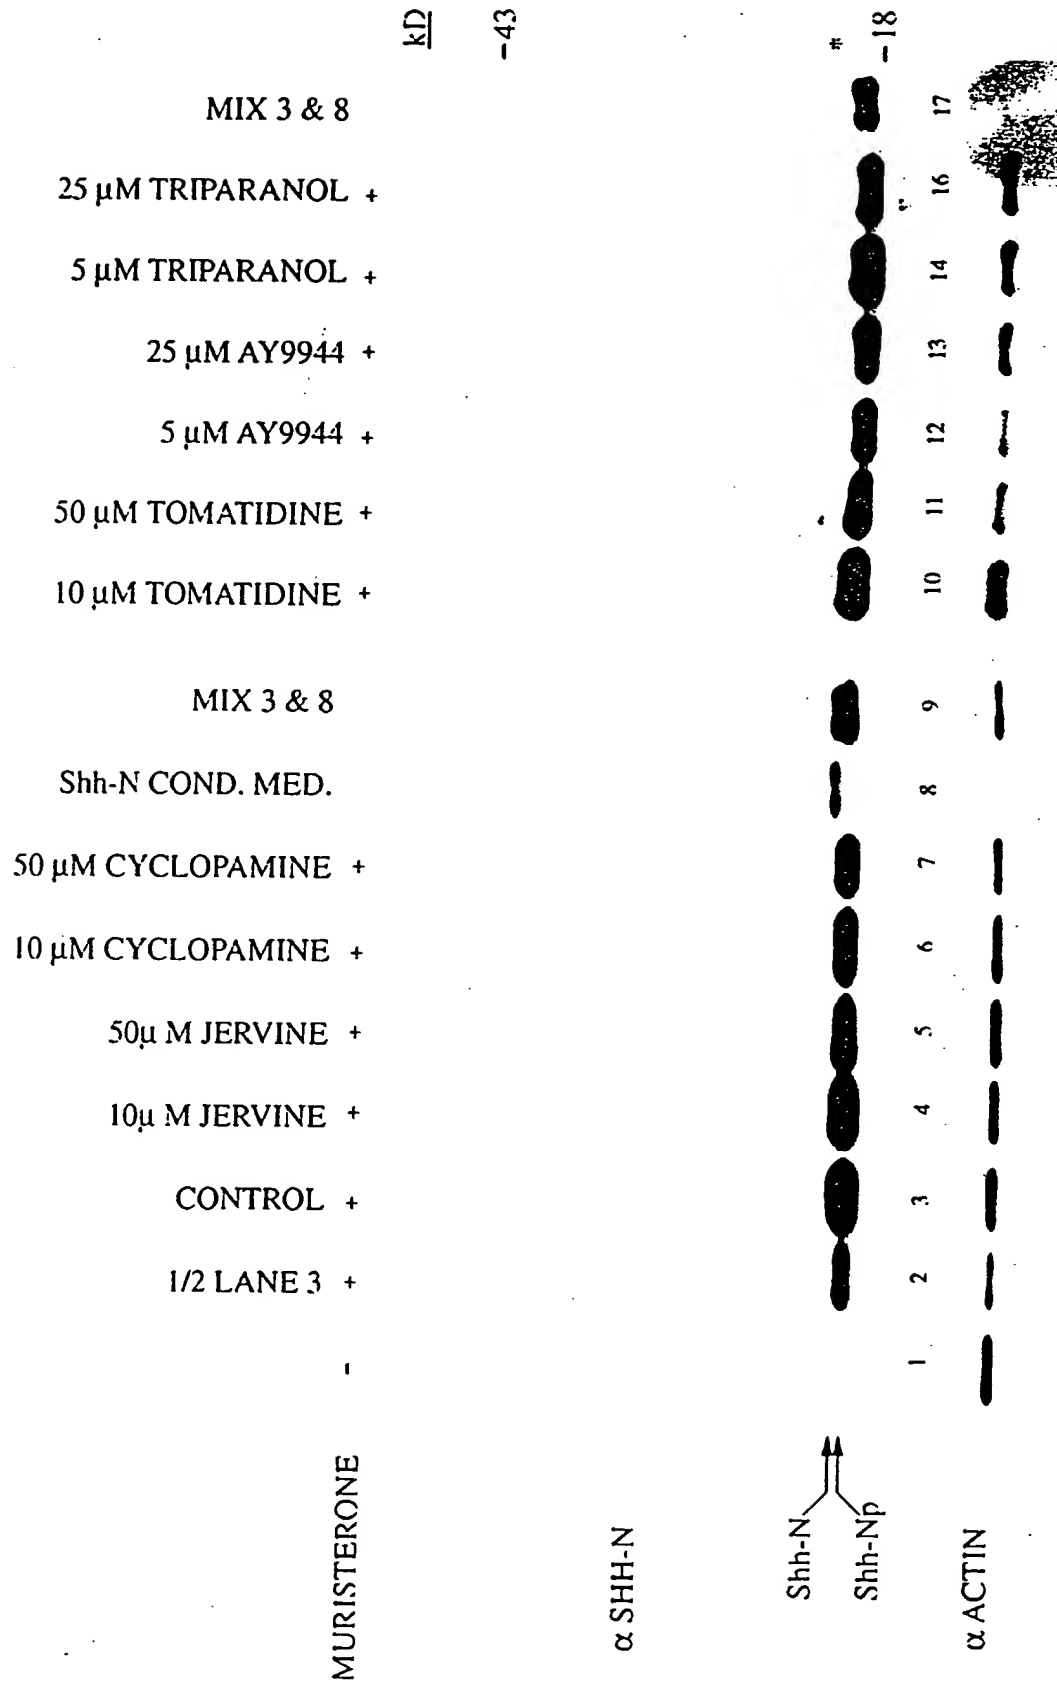 kD
-43
*
-18
MIX 3 & 8
17
25 µM TRIPARANOL +
16
5 µM TRIPARANOL +
14
25 µM AY9944 +
13
5 µM AY9944 +
12
50 µM TOMATIDINE +
11
10 µM TOMATIDINE +
10
MIX 3 & 8
9
Shh-N COND. MED.
8
50 µM CYCLOPAMINE +
7
10 µM CYCLOPAMINE +
6
50µ M JERVINE +
5
10µ M JERVINE +
4
CONTROL +
3
1/2 LANE 3 +
2
-
1
MURISTERONE
α SHH-N
Shh-N
Shh-Np
α ACTIN